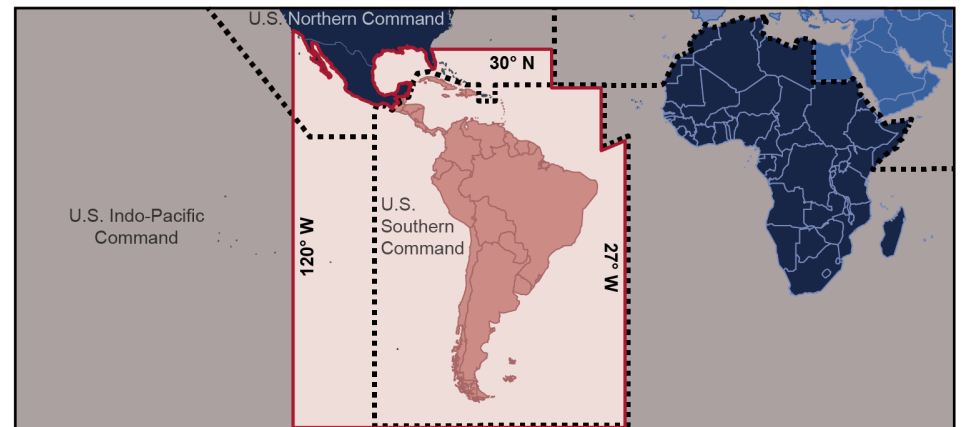 U.S. Northern Command
30° N
U.S. Indo-Pacific
Command
120° W
U.S.
Southern
Command
27° W